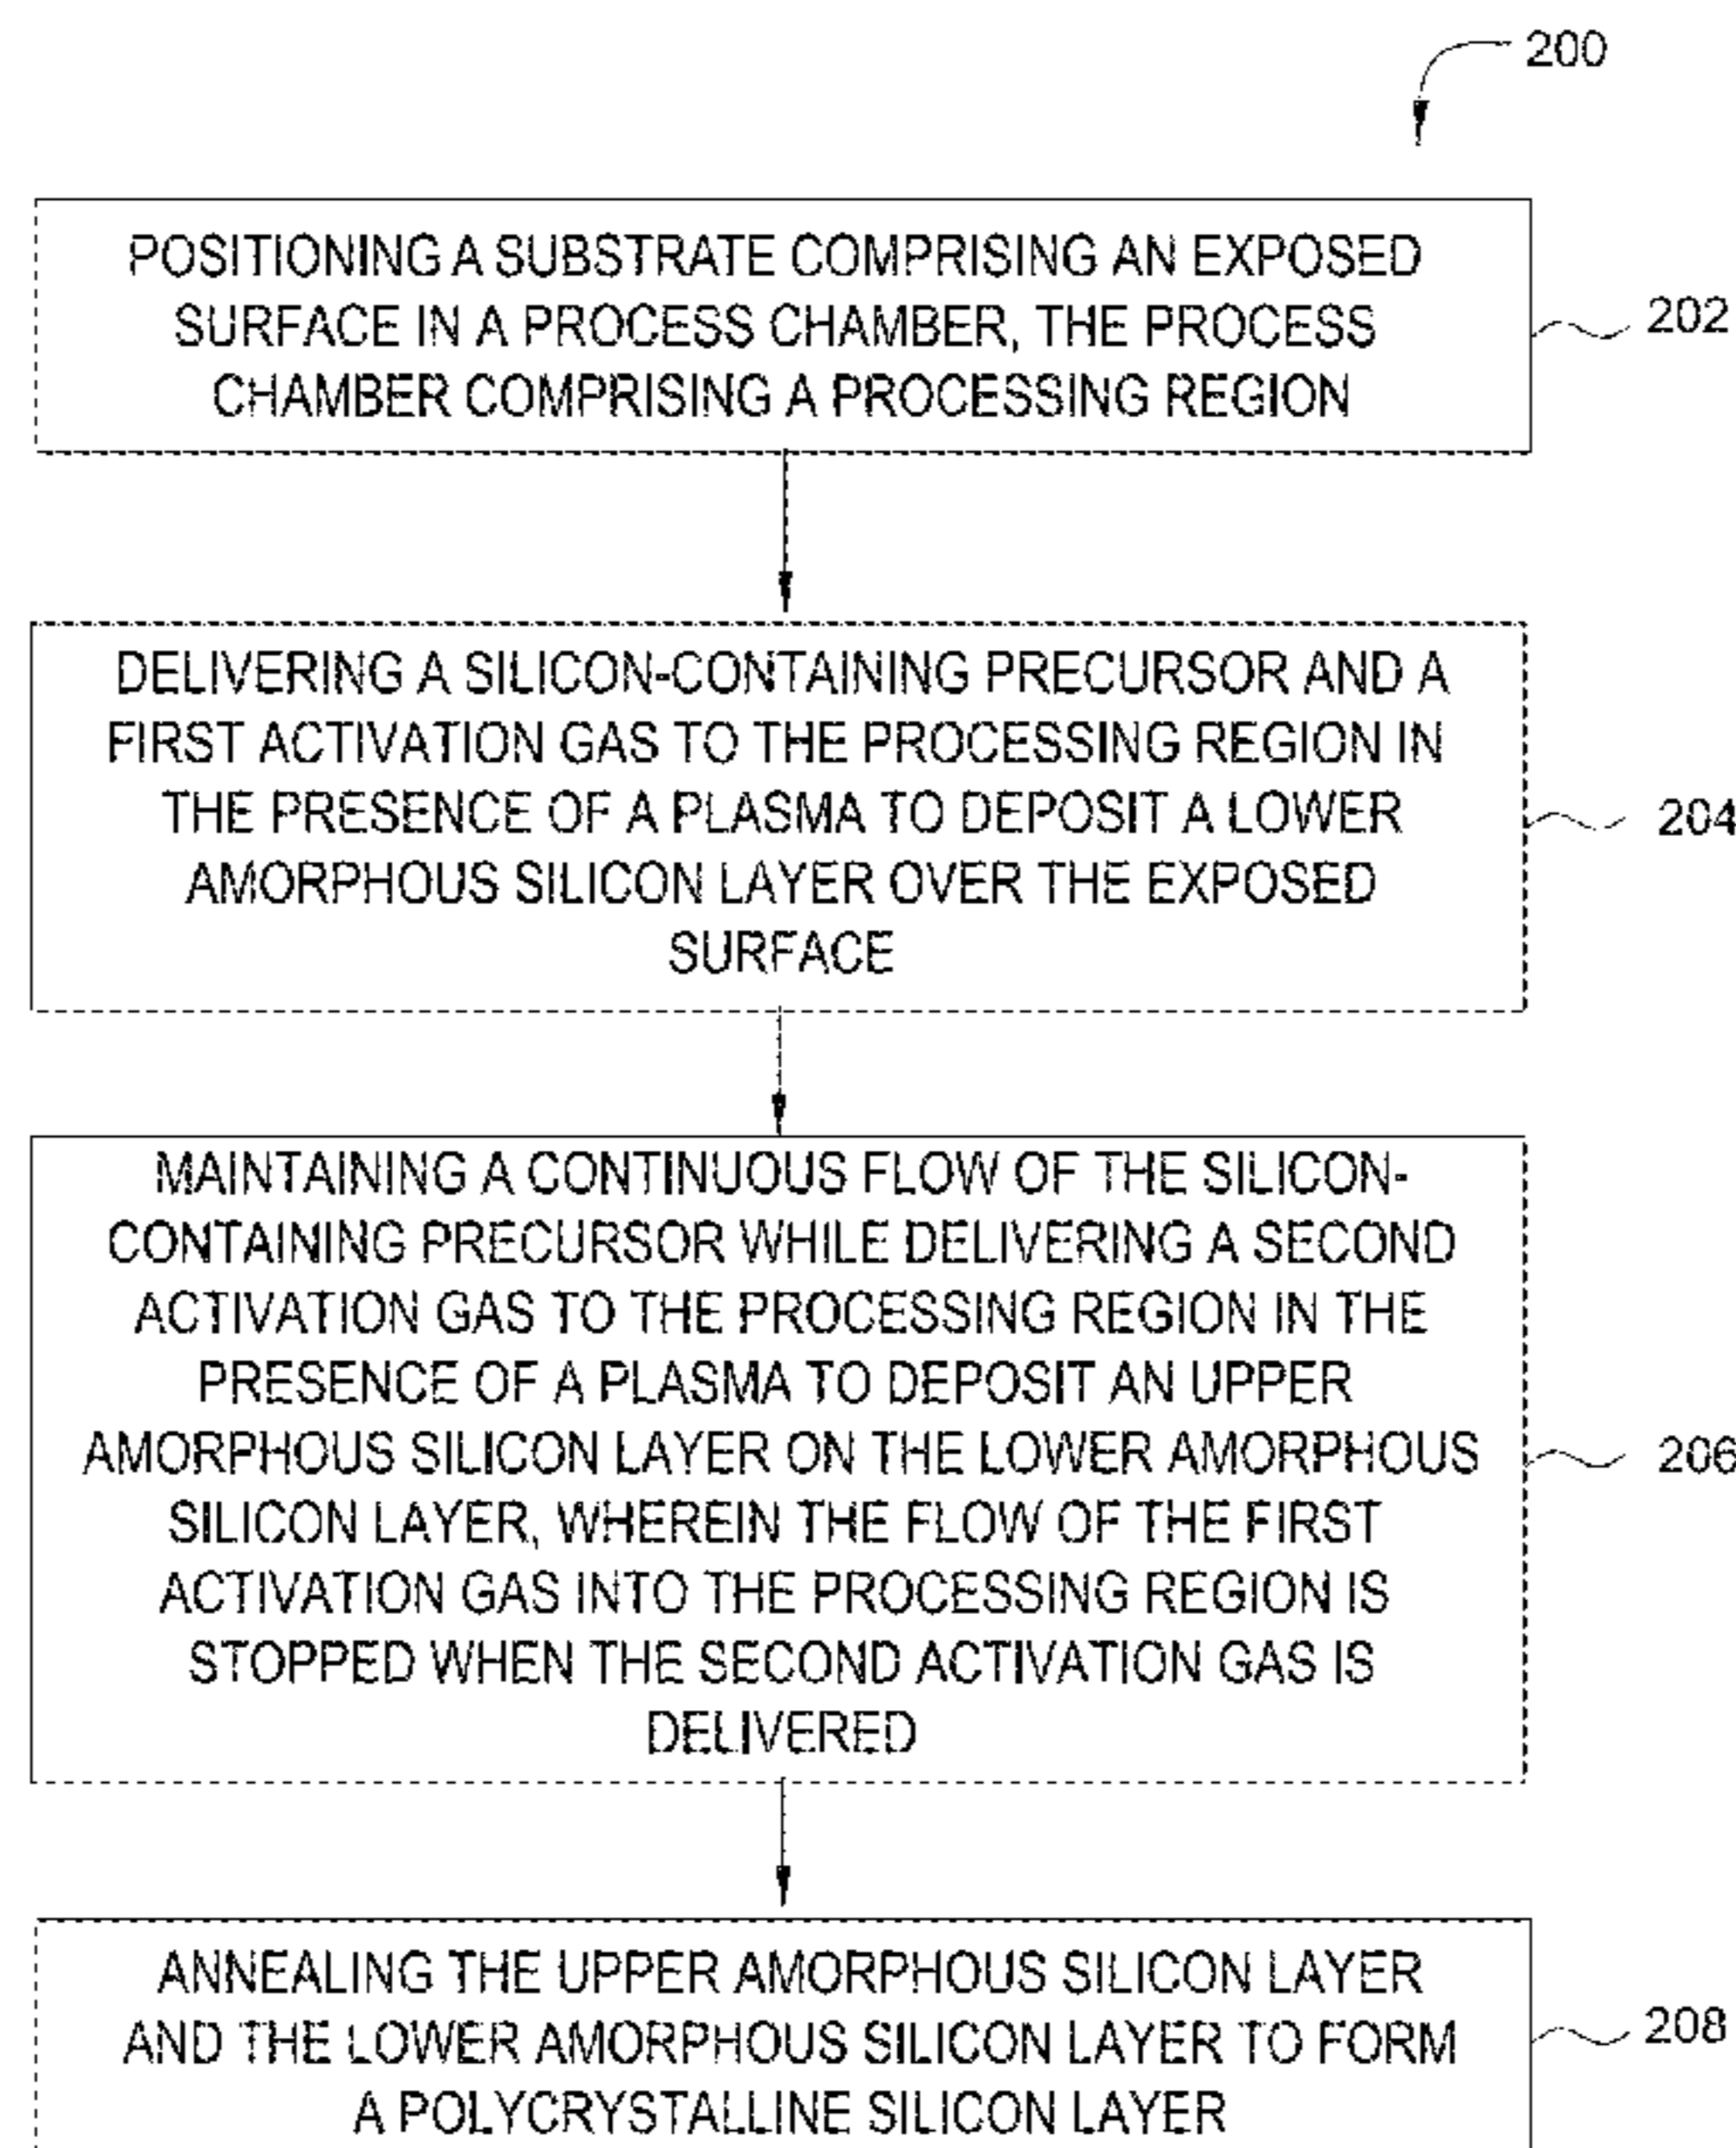 200
POSITIONING A SUBSTRATE COMPRISING AN EXPOSED
SURFACE IN A PROCESS CHAMBER, THE PROCESS
CHAMBER COMPRISING A PROCESSING REGION
202
DELIVERING A SILICON-CONTAINING PRECURSOR AND A
FIRST ACTIVATION GAS TO THE PROCESSING REGION IN
THE PRESENCE OF A PLASMA TO DEPOSIT A LOWER
AMORPHOUS SILICON LAYER OVER THE EXPOSED
SURFACE
204
MAINTAINING A CONTINUOUS FLOW OF THE SILICON-
CONTAINING PRECURSOR WHILE DELIVERING A SECOND
ACTIVATION GAS TO THE PROCESSING REGION IN THE
PRESENCE OF A PLASMA TO DEPOSIT AN UPPER
AMORPHOUS SILICON LAYER ON THE LOWER AMORPHOUS
SILICON LAYER, WHEREIN THE FLOW OF THE FIRST
ACTIVATION GAS INTO THE PROCESSING REGION IS
STOPPED WHEN THE SECOND ACTIVATION GAS IS
DELIVERED
206
ANNEALING THE UPPER AMORPHOUS SILICON LAYER
AND THE LOWER AMORPHOUS SILICON LAYER TO FORM
A POLYCRYSTALLINE SILICON LAYER
208